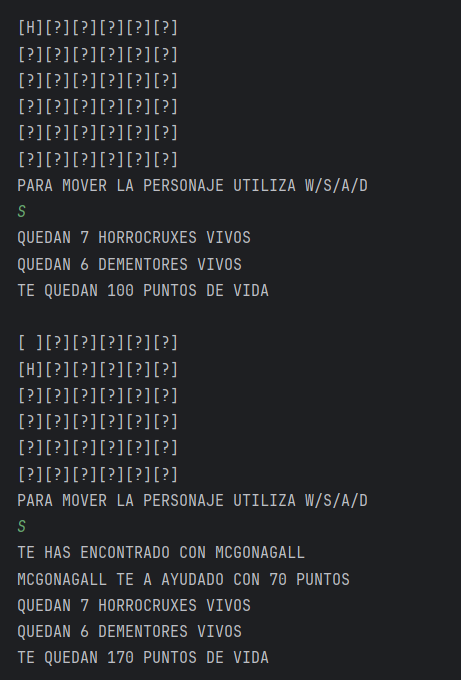 [H][?][?][?][?][?]
[?][?][?][?][?][?]
[?][?][?][?][?][?]
[?][?][?][?][?][?]
[?][?][?][?][?][?]
[?][?][?][?][?][?]
PARA MOVER LA PERSONAJE UTILIZA W/S/A/D
S
QUEDAN 7 HORROCRUXES VIVOS
QUEDAN 6 DEMENTORES VIVOS
TE QUEDAN 100 PUNTOS DE VIDA
[ ][?][?][?][?][?]
[H][?][?][?][?][?]
[?][?][?][?][?][?]
[?][?][?][?][?][?]
[?][?][?][?][?][?]
[?][?][?][?][?][?]
PARA MOVER LA PERSONAJE UTILIZA W/S/A/D
S
TE HAS ENCONTRADO CON MCGONAGALL
MCGONAGALL TE A AYUDADO CON 70 PUNTOS
QUEDAN 7 HORROCRUXES VIVOS
QUEDAN 6 DEMENTORES VIVOS
TE QUEDAN 170 PUNTOS DE VIDA